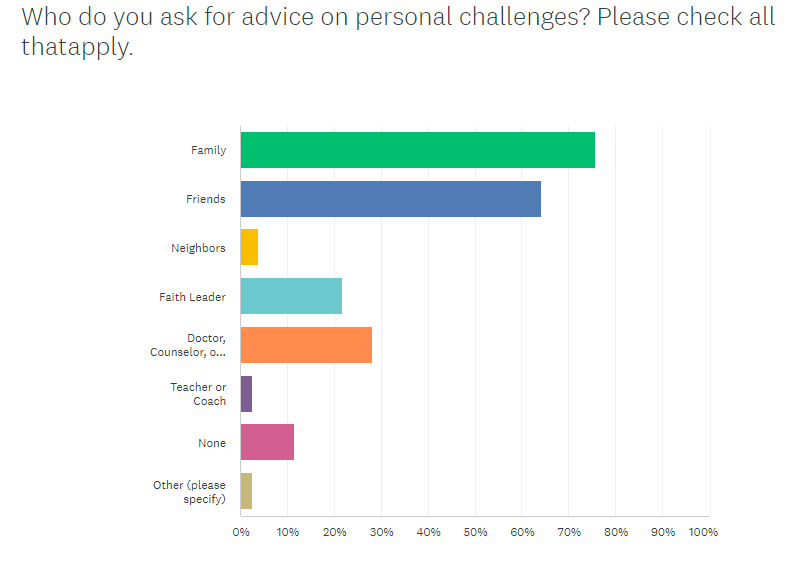 Who do you ask for advice on personal challenges? Please check all
thatapply.
Family
Friends
Neighbors
Faith Leader
Doctor,
Counselor, o...
Teacher or
Coach
None
Other (please
specify)
0% 10% 20% 30% 40% 50% 60% 70% 80% 90% 100%